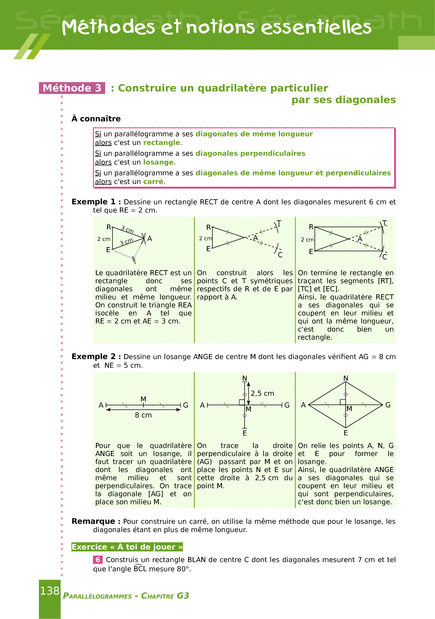 Sésamath Sésamath
Méthodes et notions essentielles
Méthode 3 : Construire un quadrilatère particulier
par ses diagonales
À connaître
Si un parallélogramme a ses diagonales de même longueur
alors c'est un rectangle.
Si un parallélogramme a ses diagonales perpendiculaires
alors c'est un losange.
Si un parallélogramme a ses diagonales de même longueur et perpendiculaires
alors c'est un carré.
Exemple 1 : Dessine un rectangle RECT de centre A dont les diagonales mesurent 6 cm et
tel que RE = 2 cm.
R 3 cm
2 cm 3 cm A
E
R T
2 cm A
E C
R T
2 cm A
E C
Le quadrilatère RECT est un
rectangle donc ses
diagonales ont même
milieu et même longueur.
On construit le triangle REA
isocèle en A tel que
RE = 2 cm et AE = 3 cm.
On construit alors les
points C et T symétriques
respectifs de R et de E par
rapport à A.
On termine le rectangle en
traçant les segments [RT],
[TC] et [EC].
Ainsi, le quadrilatère RECT
a ses diagonales qui se
coupent en leur milieu et
qui ont la même longueur,
c'est donc bien un
rectangle.
Exemple 2 : Dessine un losange ANGE de centre M dont les diagonales vérifient AG = 8 cm
et NE = 5 cm.
A M G
8 cm
N
2,5 cm
A M G
E
N
A M G
E
Pour que le quadrilatère
ANGE soit un losange, il
faut tracer un quadrilatère
dont les diagonales ont
même milieu et sont
perpendiculaires. On trace
la diagonale [AG] et on
place son milieu M.
On trace la droite
perpendiculaire à la droite
(AG) passant par M et on
place les points N et E sur
cette droite à 2,5 cm du
point M.
On relie les points A, N, G
et E pour former le
losange.
Ainsi, le quadrilatère ANGE
a ses diagonales qui se
coupent en leur milieu et
qui sont perpendiculaires,
c'est donc bien un losange.
Remarque : Pour construire un carré, on utilise la même méthode que pour le losange, les
diagonales étant en plus de même longueur.
Exercice « À toi de jouer »
6 Construis un rectangle BLAN de centre C dont les diagonales mesurent 7 cm et tel
que l'angle BCL mesure 80°.
138 Parallélogrammes - Chapitre G3